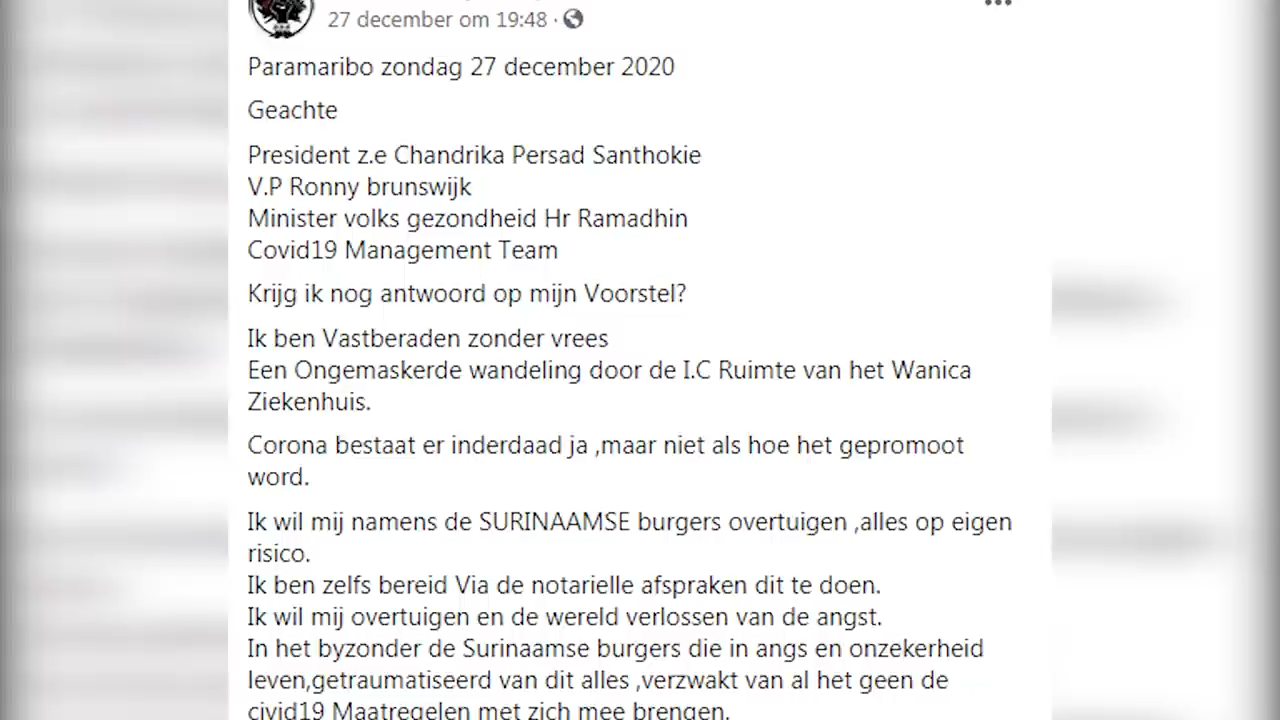 27 december om 19:48 ·
Paramaribo zondag 27 december 2020
Geachte
President z.e Chandrika Persad Santhokie
V.P Ronny brunswijk
Minister volks gezondheid Hr Ramadhin
Covid19 Management Team
Krijg ik nog antwoord op mijn Voorstel?
Ik ben Vastberaden zonder vrees
Een Ongemaskerde wandeling door de I.C Ruimte van het Wanica
Ziekenhuis.
Corona bestaat er inderdaad ja ,maar niet als hoe het gepromoot
word.
Ik wil mij namens de SURINAAMSE burgers overtuigen ,alles op eigen
risico.
Ik ben zelfs bereid Via de notarielle afspraken dit te doen.
Ik wil mij overtuigen en de wereld verlossen van de angst.
In het byzonder de Surinaamse burgers die in angs en onzekerheid
leven,getraumatiseerd van dit alles ,verzwakt van al het geen de
civid19 Maatregelen met zich mee brengen.